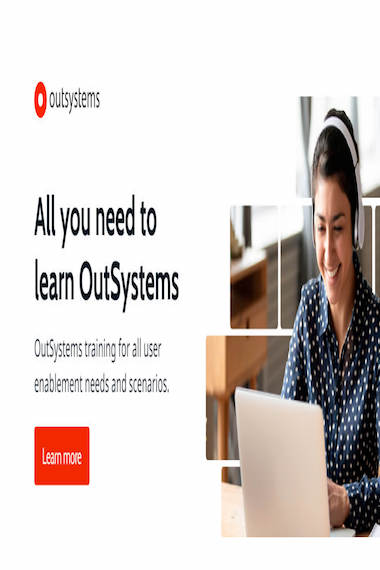 outsystems
All you need to
learn OutSystems
OutSystems training for all user
enablement needs and scenarios.
Learn more